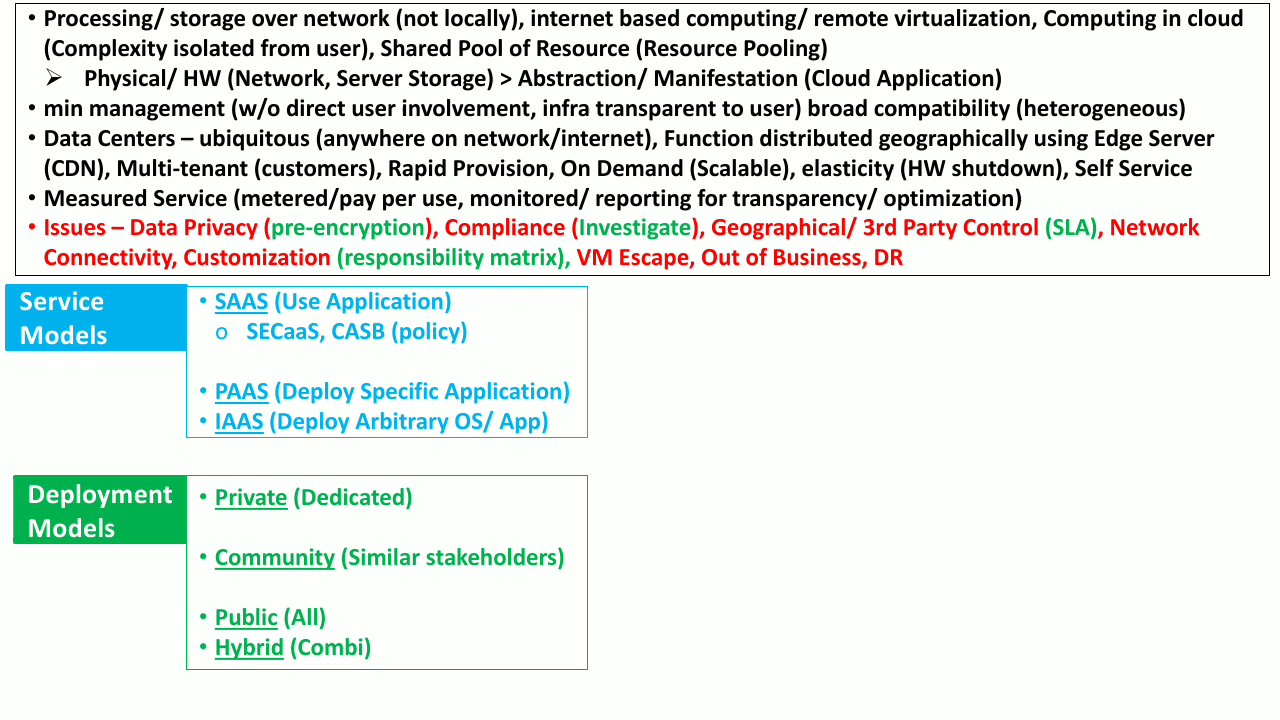 • Processing/ storage over network (not locally), internet based computing/ remote virtualization, Computing in cloud
(Complexity isolated from user), Shared Pool of Resource (Resource Pooling)
➢ Physical/ HW (Network, Server Storage) > Abstraction/ Manifestation (Cloud Application)
• min management (w/o direct user involvement, infra transparent to user) broad compatibility (heterogeneous)
• Data Centers – ubiquitous (anywhere on network/internet), Function distributed geographically using Edge Server
(CDN), Multi-tenant (customers), Rapid Provision, On Demand (Scalable), elasticity (HW shutdown), Self Service
• Measured Service (metered/pay per use, monitored/ reporting for transparency/ optimization)
• Issues – Data Privacy (pre-encryption), Compliance (Investigate), Geographical/ 3rd Party Control (SLA), Network
Connectivity, Customization (responsibility matrix), VM Escape, Out of Business, DR
Service
Models
• SAAS (Use Application)
o SECaaS, CASB (policy)
• PAAS (Deploy Specific Application)
• IAAS (Deploy Arbitrary OS/ App)
Deployment
Models
• Private (Dedicated)
• Community (Similar stakeholders)
• Public (All)
• Hybrid (Combi)